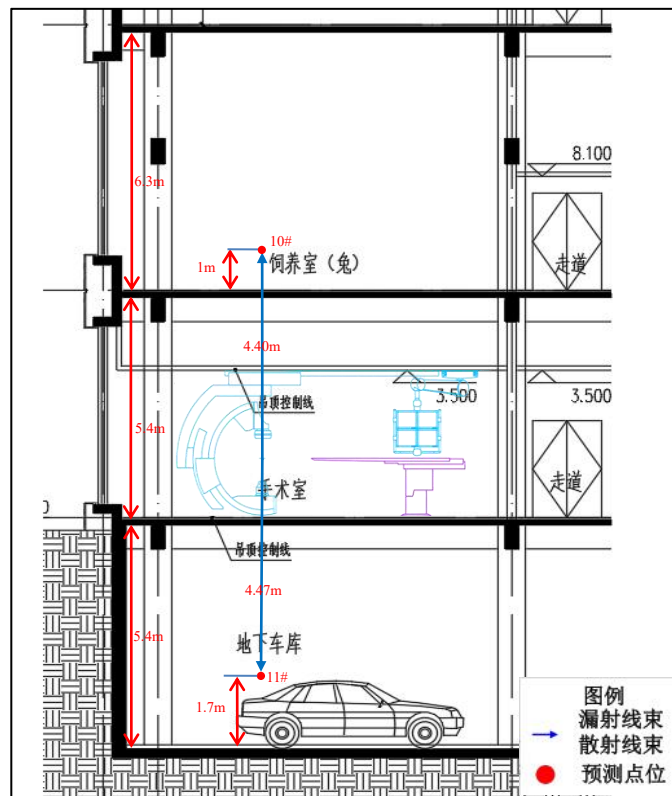 8.100
6.3m
10#
1m
饲养室（兔）
走道
4.40m
吊顶控制线
3.500
3.500
5.4m
手术室
走道
0
吊顶控制线
4.47m
5.4m
地下车库
11#
1.7m
图例
漏射线束
散射线束
预测点位